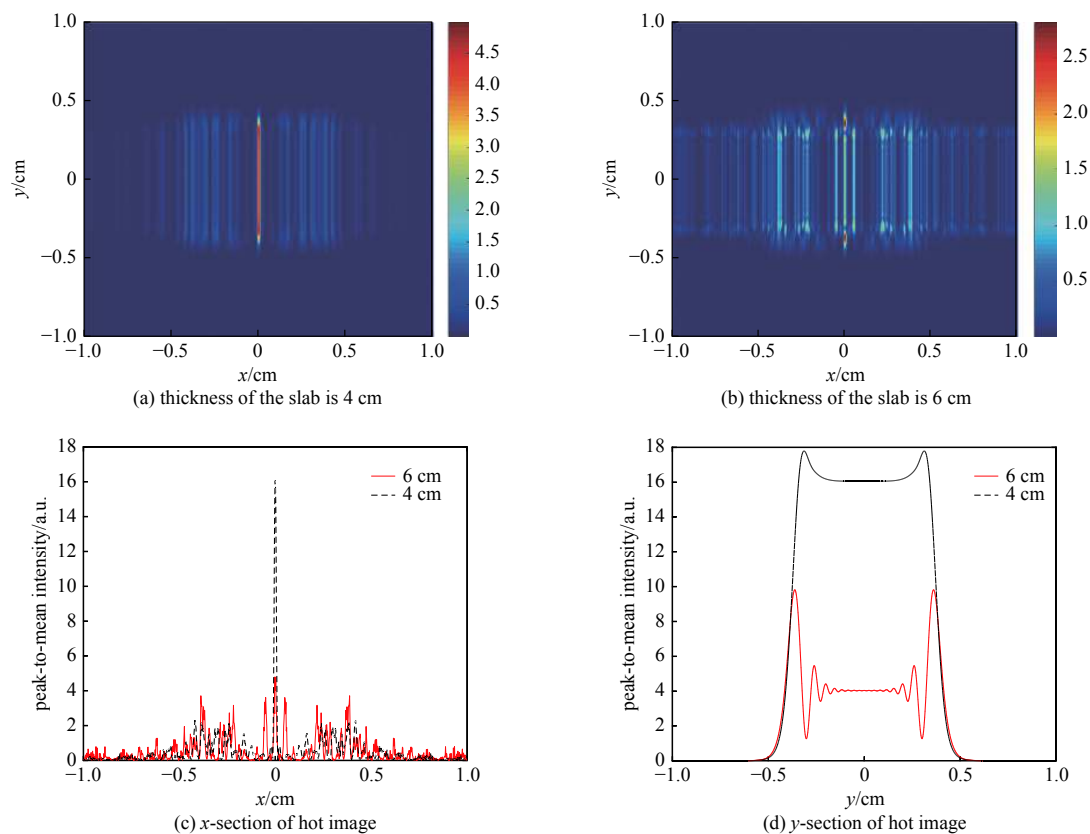 1.0
0.5
0
−0.5
−1.0
y/cm
−1.0 −0.5 0 0.5 1.0
x/cm
4.5
4.0
3.5
3.0
2.5
2.0
1.5
1.0
0.5
(a) thickness of the slab is 4 cm
1.0
0.5
0
−0.5
−1.0
y/cm
−1.0 −0.5 0 0.5 1.0
x/cm
2.5
2.0
1.5
1.0
0.5
(b) thickness of the slab is 6 cm
18
16
14
12
10
8
6
4
2
0
peak-to-mean intensity/a.u.
6 cm
4 cm
−1.0 −0.5 0 0.5 1.0
x/cm
(c) x-section of hot image
18
16
14
12
10
8
6
4
2
0
peak-to-mean intensity/a.u.
6 cm
4 cm
−1.0 −0.5 0 0.5 1.0
y/cm
(d) y-section of hot image